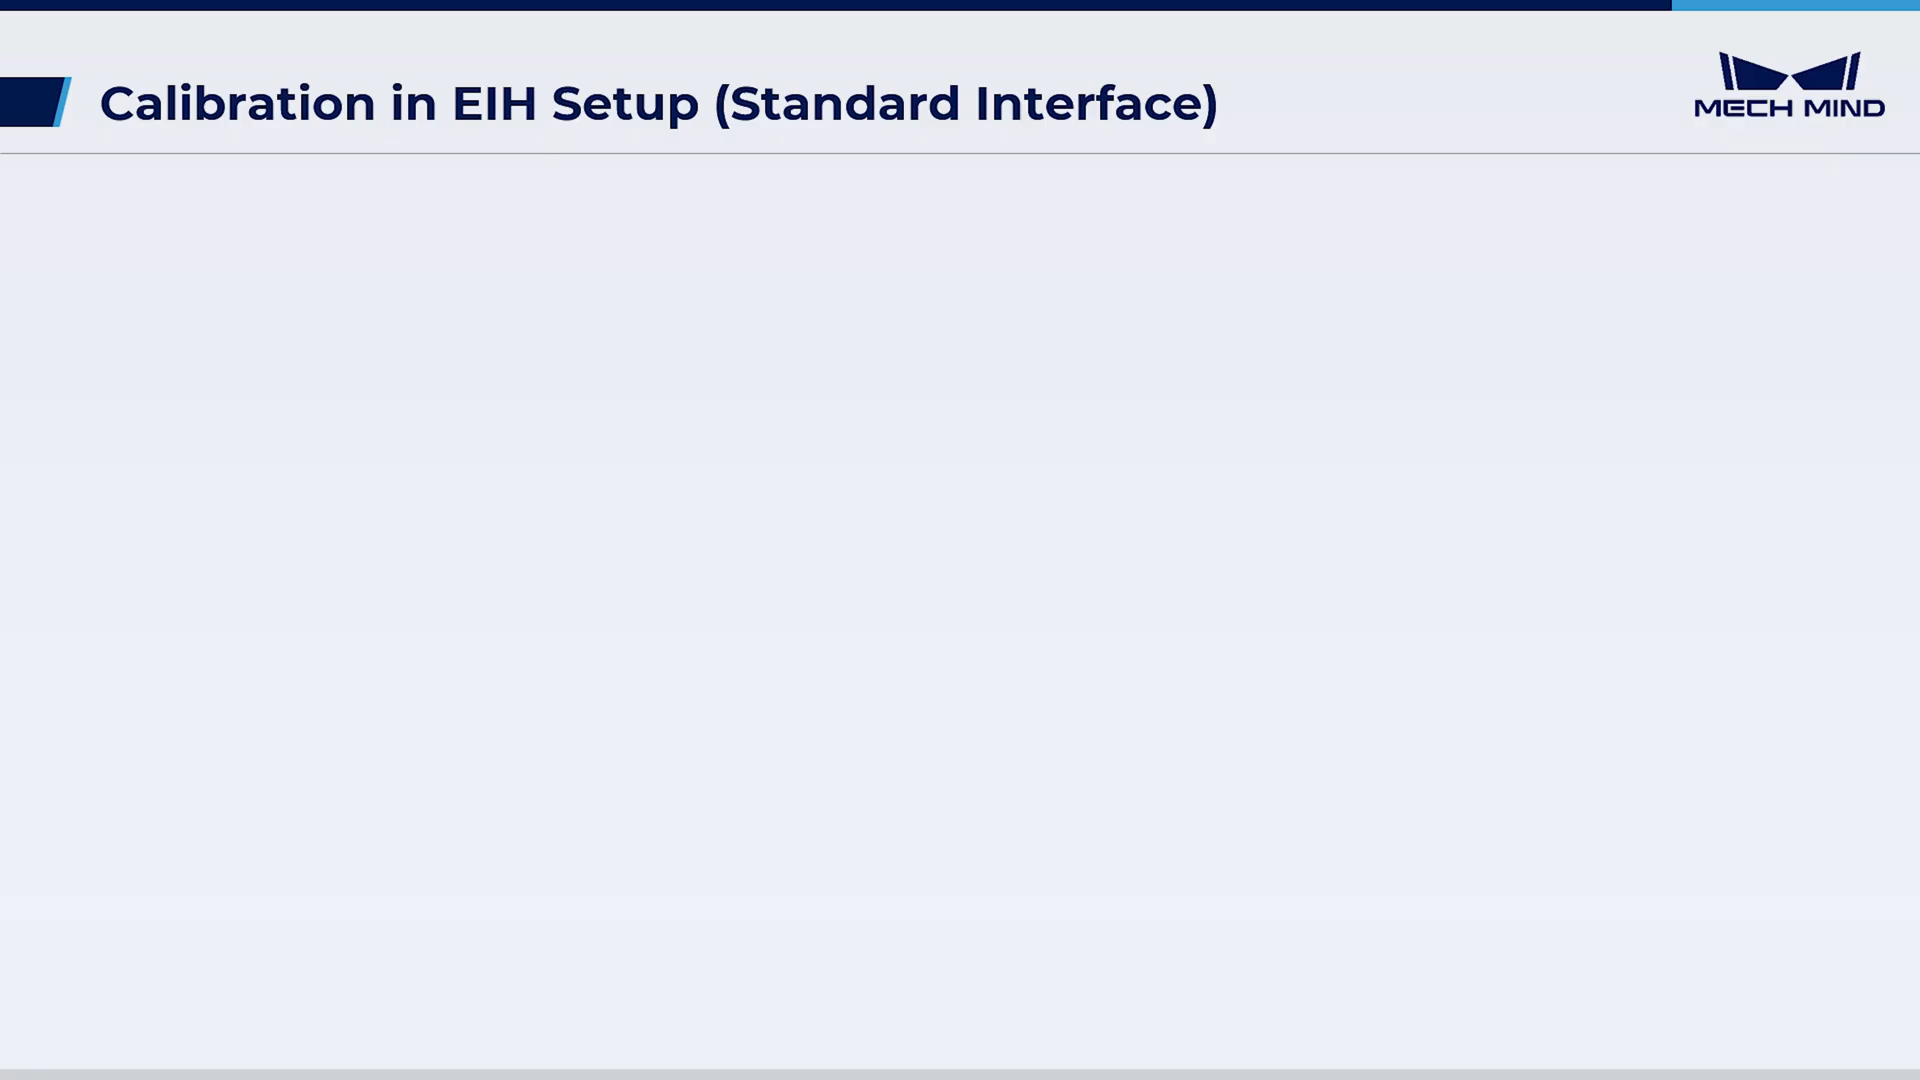 Calibration in EIH Setup (Standard Interface)
MECH MIND